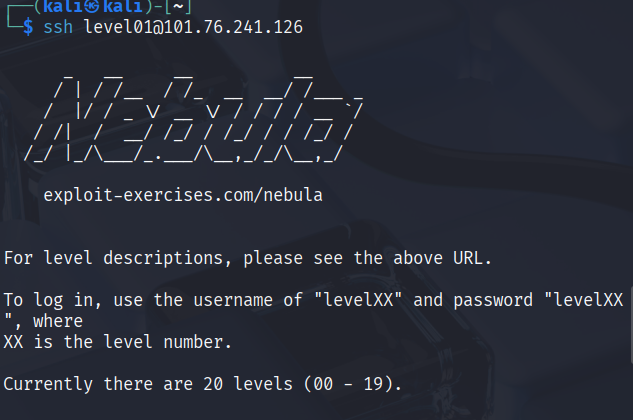 ┌──(kali㉿kali)-[~]
└─$ ssh level01@101.76.241.126
Nebula
exploit-exercises.com/nebula
For level descriptions, please see the above URL.
To log in, use the username of "levelXX" and password "levelXX
", where
XX is the level number.
Currently there are 20 levels (00 - 19).